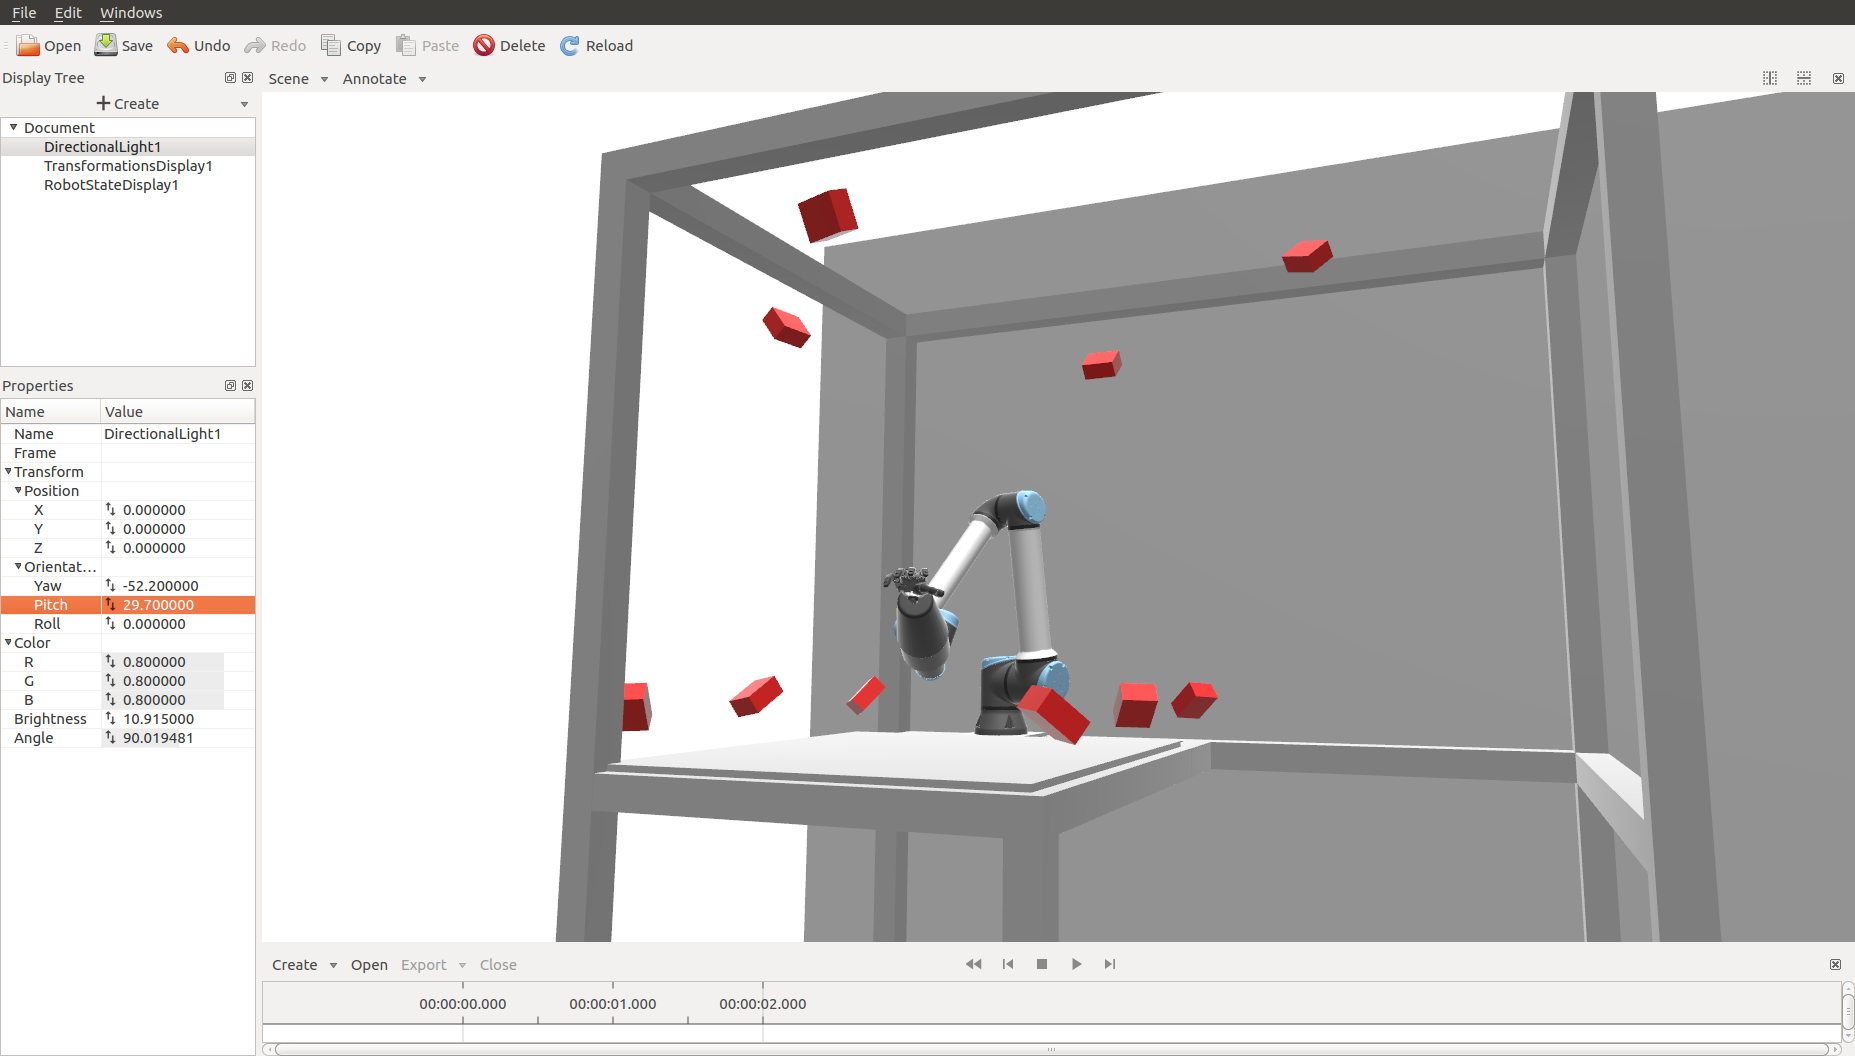 File Edit Windows
Open Save Undo Redo Copy Paste Delete Reload
Display Tree
Create
Document
DirectionalLight1
TransformationsDisplay1
RobotStateDisplay1
Properties
Name Value
Name DirectionalLight1
Frame
Transform
Position
X 0.000000
Y 0.000000
Z 0.000000
Orientat...
Yaw -52.200000
Pitch 29.700000
Roll 0.000000
Color
R 0.800000
G 0.800000
B 0.800000
Brightness 10.915000
Angle 90.019481
Scene Annotate
Create Open Export Close
00:00:00.000 00:00:01.000 00:00:02.000